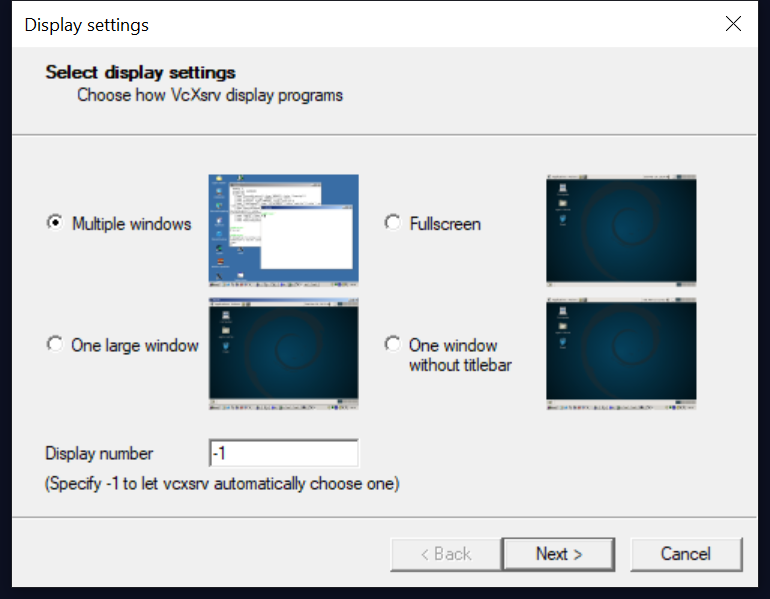 Display settings
Select display settings
Choose how VcXsrv display programs
Multiple windows
Fullscreen
One large window
One window
without titlebar
Display number
-1
(Specify -1 to let vcxsrv automatically choose one)
< Back
Next >
Cancel